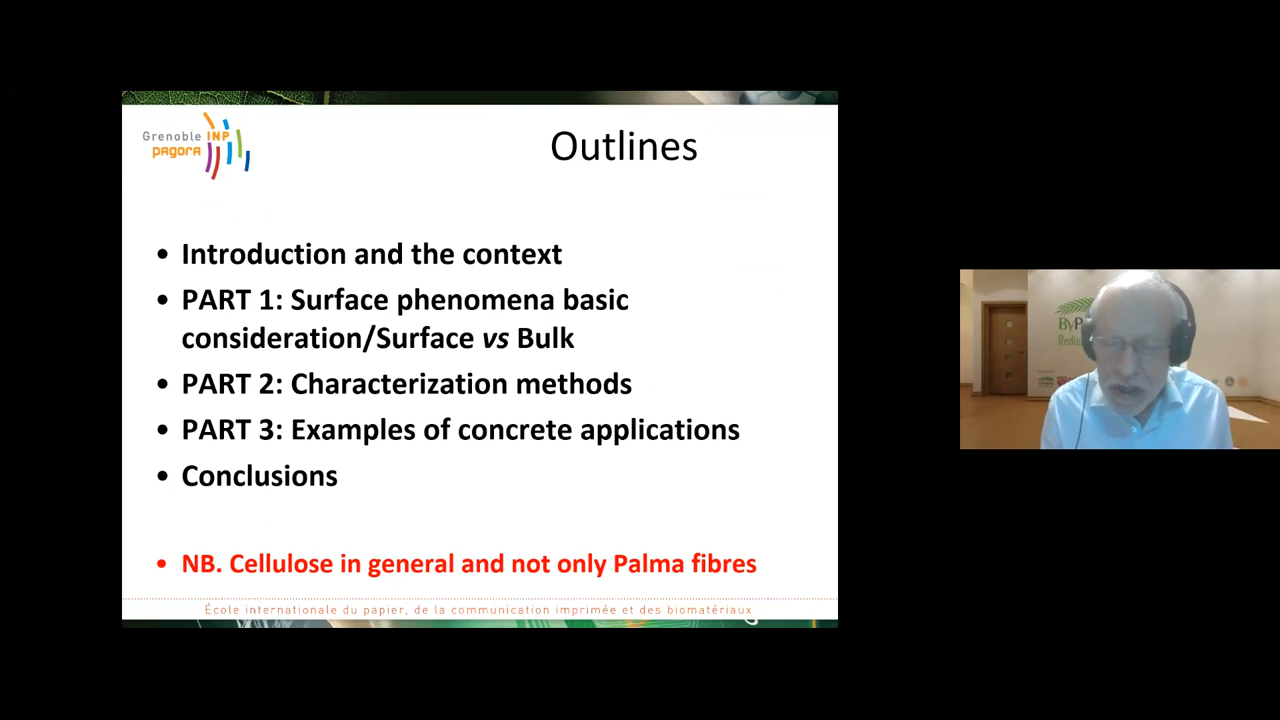 Grenoble INP
pagora
Outlines
• Introduction and the context
• PART 1: Surface phenomena basic
consideration/Surface vs Bulk
• PART 2: Characterization methods
• PART 3: Examples of concrete applications
• Conclusions
• NB. Cellulose in general and not only Palma fibres
École internationale du papier, de la communication imprimée et des biomatériaux